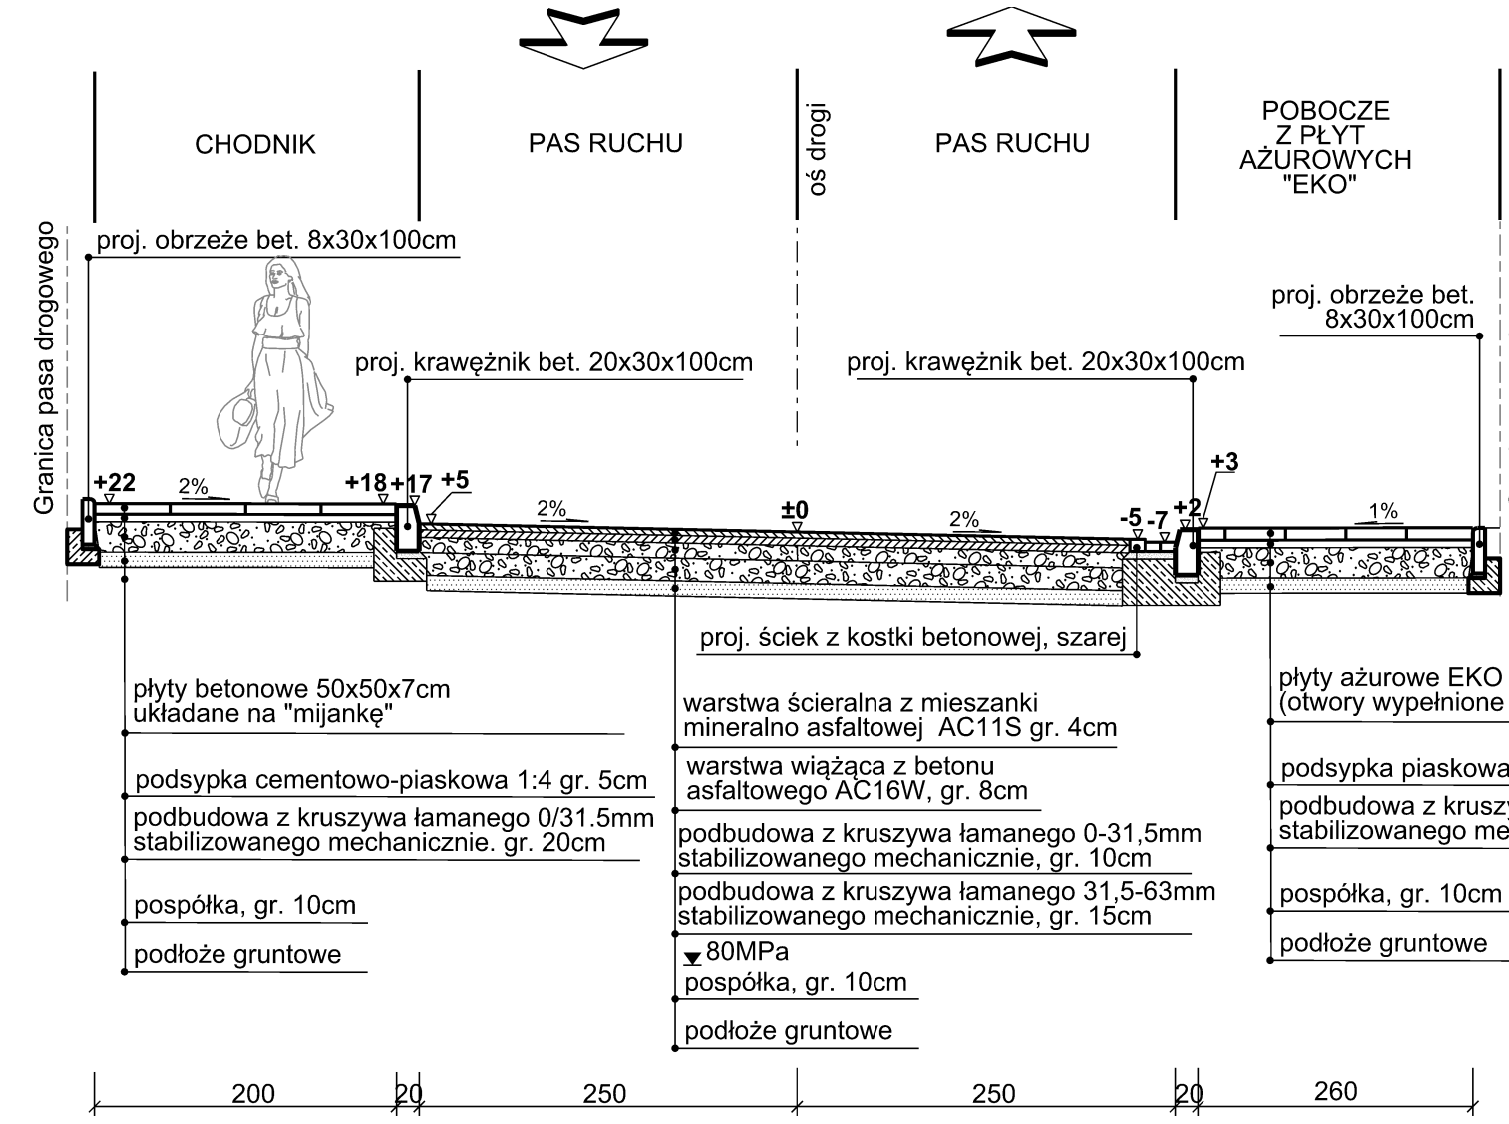 CHODNIK
PAS RUCHU
oś drogi
PAS RUCHU
POBOCZE
Z PŁYT
AŻUROWYCH
"EKO"
Granica pasa drogowego
proj. obrzeże bet. 8x30x100cm
proj. obrzeże bet.
8x30x100cm
proj. krawężnik bet. 20x30x100cm
proj. krawężnik bet. 20x30x100cm
+22
2%
+18
+17
+5
2%
±0
2%
-5
-7
+2
+3
1%
proj. ściek z kostki betonowej, szarej
płyty betonowe 50x50x7cm
układane na "mijankę"
podsypka cementowo-piaskowa 1:4 gr. 5cm
podbudowa z kruszywa łamanego 0/31.5mm
stabilizowanego mechanicznie. gr. 20cm
pospółka, gr. 10cm
podłoże gruntowe
warstwa ścieralna z mieszanki
mineralno asfaltowej AC11S gr. 4cm
warstwa wiążąca z betonu
asfaltowego AC16W, gr. 8cm
podbudowa z kruszywa łamanego 0-31,5mm
stabilizowanego mechanicznie, gr. 10cm
podbudowa z kruszywa łamanego 31,5-63mm
stabilizowanego mechanicznie, gr. 15cm
80MPa
pospółka, gr. 10cm
podłoże gruntowe
płyty ażurowe EKO
(otwory wypełnione
podsypka piaskowa
podbudowa z kruszy
stabilizowanego me
pospółka, gr. 10cm
podłoże gruntowe
200
20
250
250
20
260